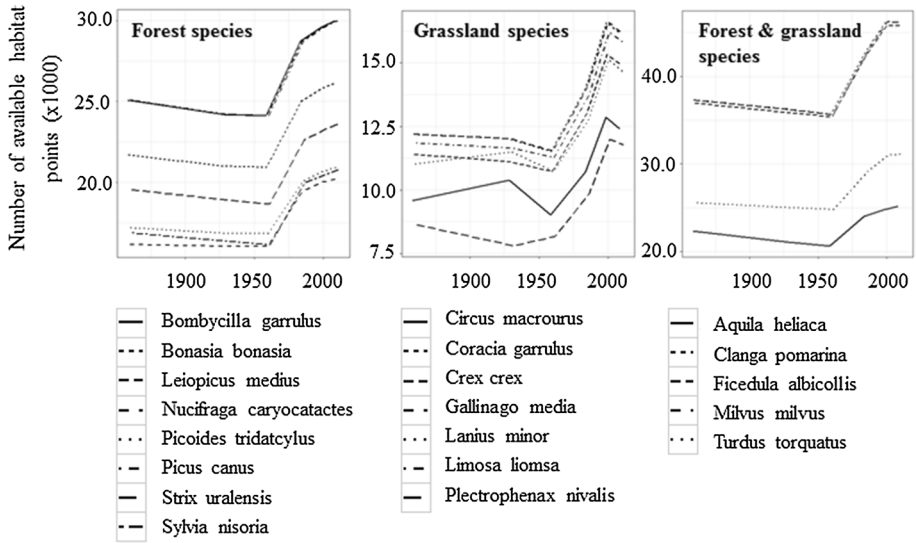 Number of available habitat
points (x1000)
Forest species
30.0
25.0
20.0
1900 1950 2000
Grassland species
15.0
12.5
10.0
7.5
1900 1950 2000
Forest & grassland
species
40.0
30.0
20.0
1900 1950 2000
Bombycilla garrulus
Bonasia bonasia
Leiopicus medius
Nucifraga caryocatactes
Picoides tridatcylus
Picus canus
Strix uralensis
Sylvia nisoria
Circus macrourus
Coracia garrulus
Crex crex
Gallinago media
Lanius minor
Limosa liomsa
Plectrophenax nivalis
Aquila heliaca
Clanga pomarina
Ficedula albicollis
Milvus milvus
Turdus torquatus